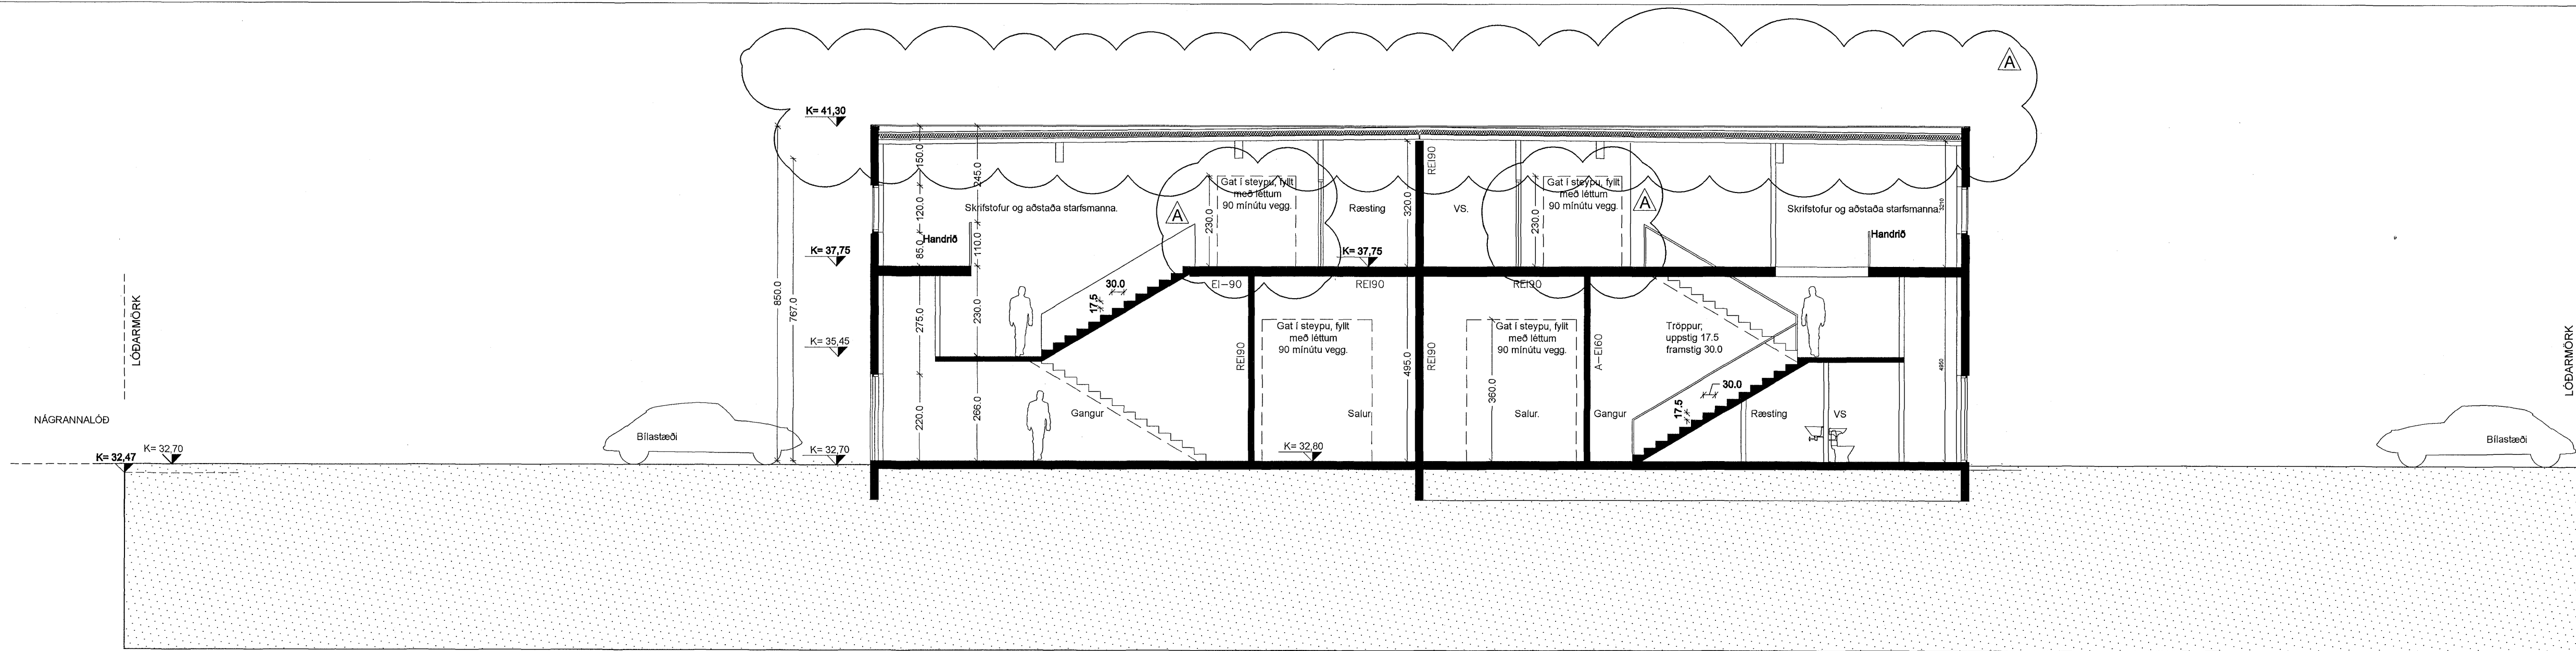 A
K= 41,30
150.0
245.0
REI90
Gat í steypu, fyllt
með léttum
90 mínútu vegg.
Gat í steypu, fyllt
með léttum
90 mínútu vegg.
Skrifstofur og aðstaða starfsmanna.
120.0
A
230.0
Ræsting
320.0
VS.
230.0
A
Skrifstofur og aðstaða starfsmanna.
3210
Handrið
85.0
110.0
Handrið
K= 37,75
K= 37,75
EI-90
REI90
REI90
850.0
767.0
275.0
230.0
17.5
30.0
LÓÐARMÖRK
K= 35,45
REI90
Gat í steypu, fyllt
með léttum
90 mínútu vegg.
495.0
REI90
360.0
Gat í steypu, fyllt
með léttum
90 mínútu vegg.
A-EI60
Tröppur;
uppstig 17.5
framstig 30.0
4950
LÓÐARMÖRK
30.0
17.5
NÁGRANNALÓÐ
Bílastæði
220.0
266.0
Gangur
Salur
Salur.
Gangur
Ræsting
VS
Bílastæði
K= 32,47
K= 32,70
K= 32,70
K= 32,80